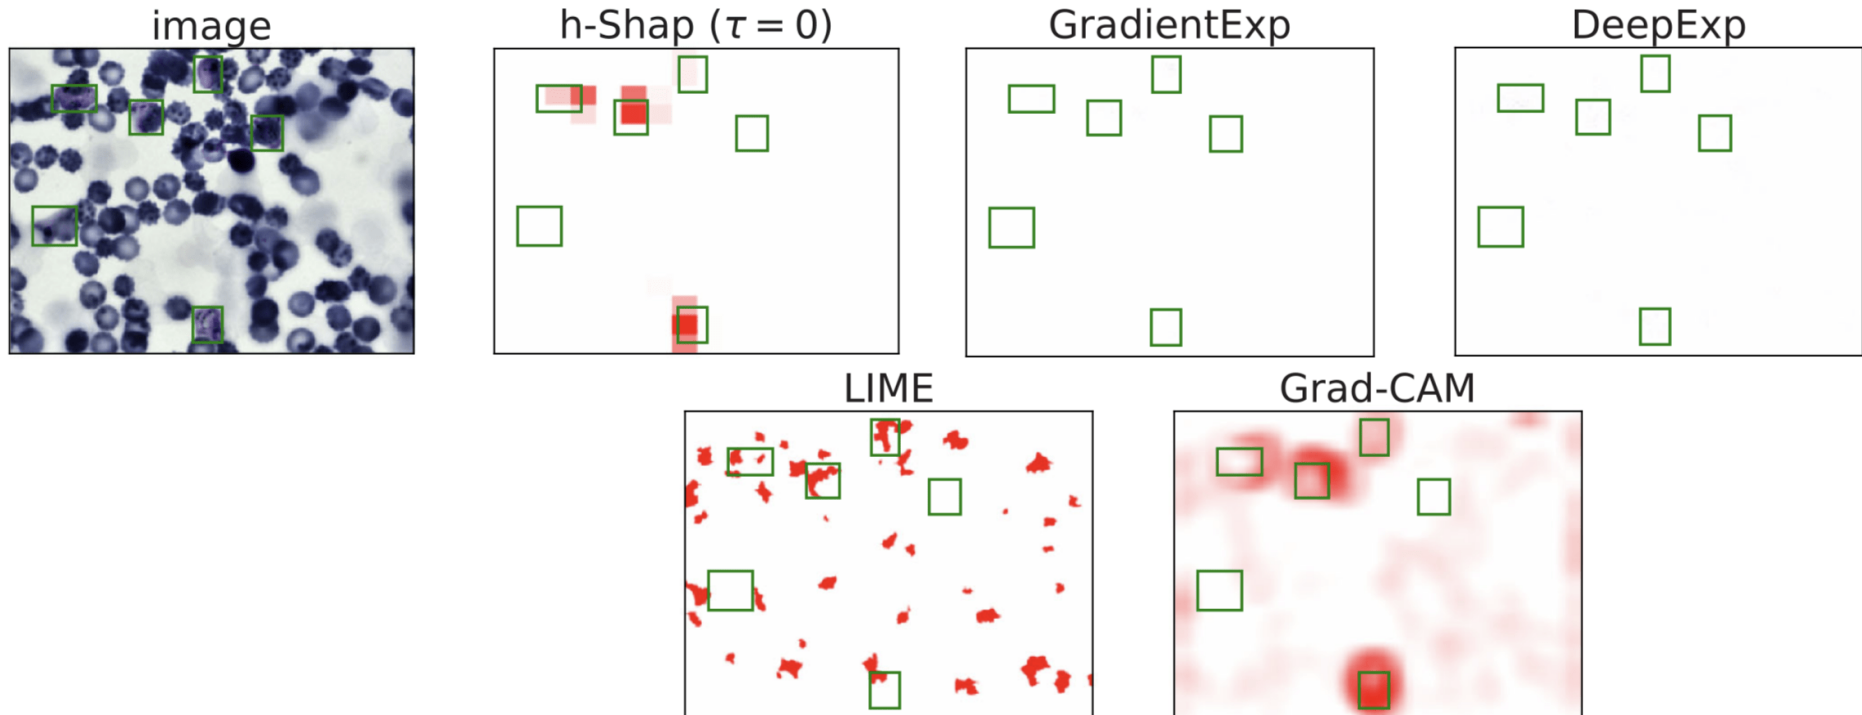 image
h-Shap (τ = 0)
GradientExp
DeepExp
LIME
Grad-CAM